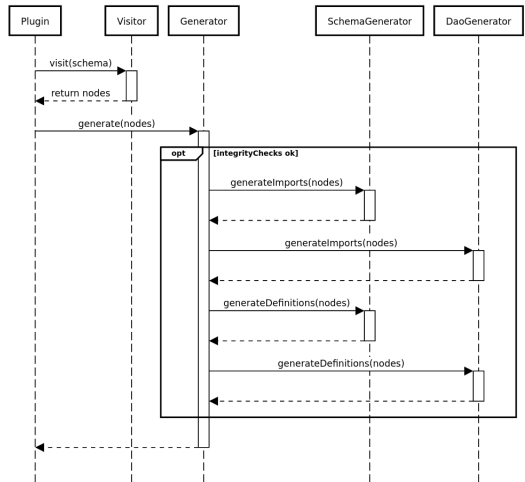 Plugin Visitor Generator SchemaGenerator DaoGenerator
visit(schema)
return nodes
generate(nodes)
opt [integrityChecks ok]
generateImports(nodes)
generateImports(nodes)
generateDefinitions(nodes)
generateDefinitions(nodes)